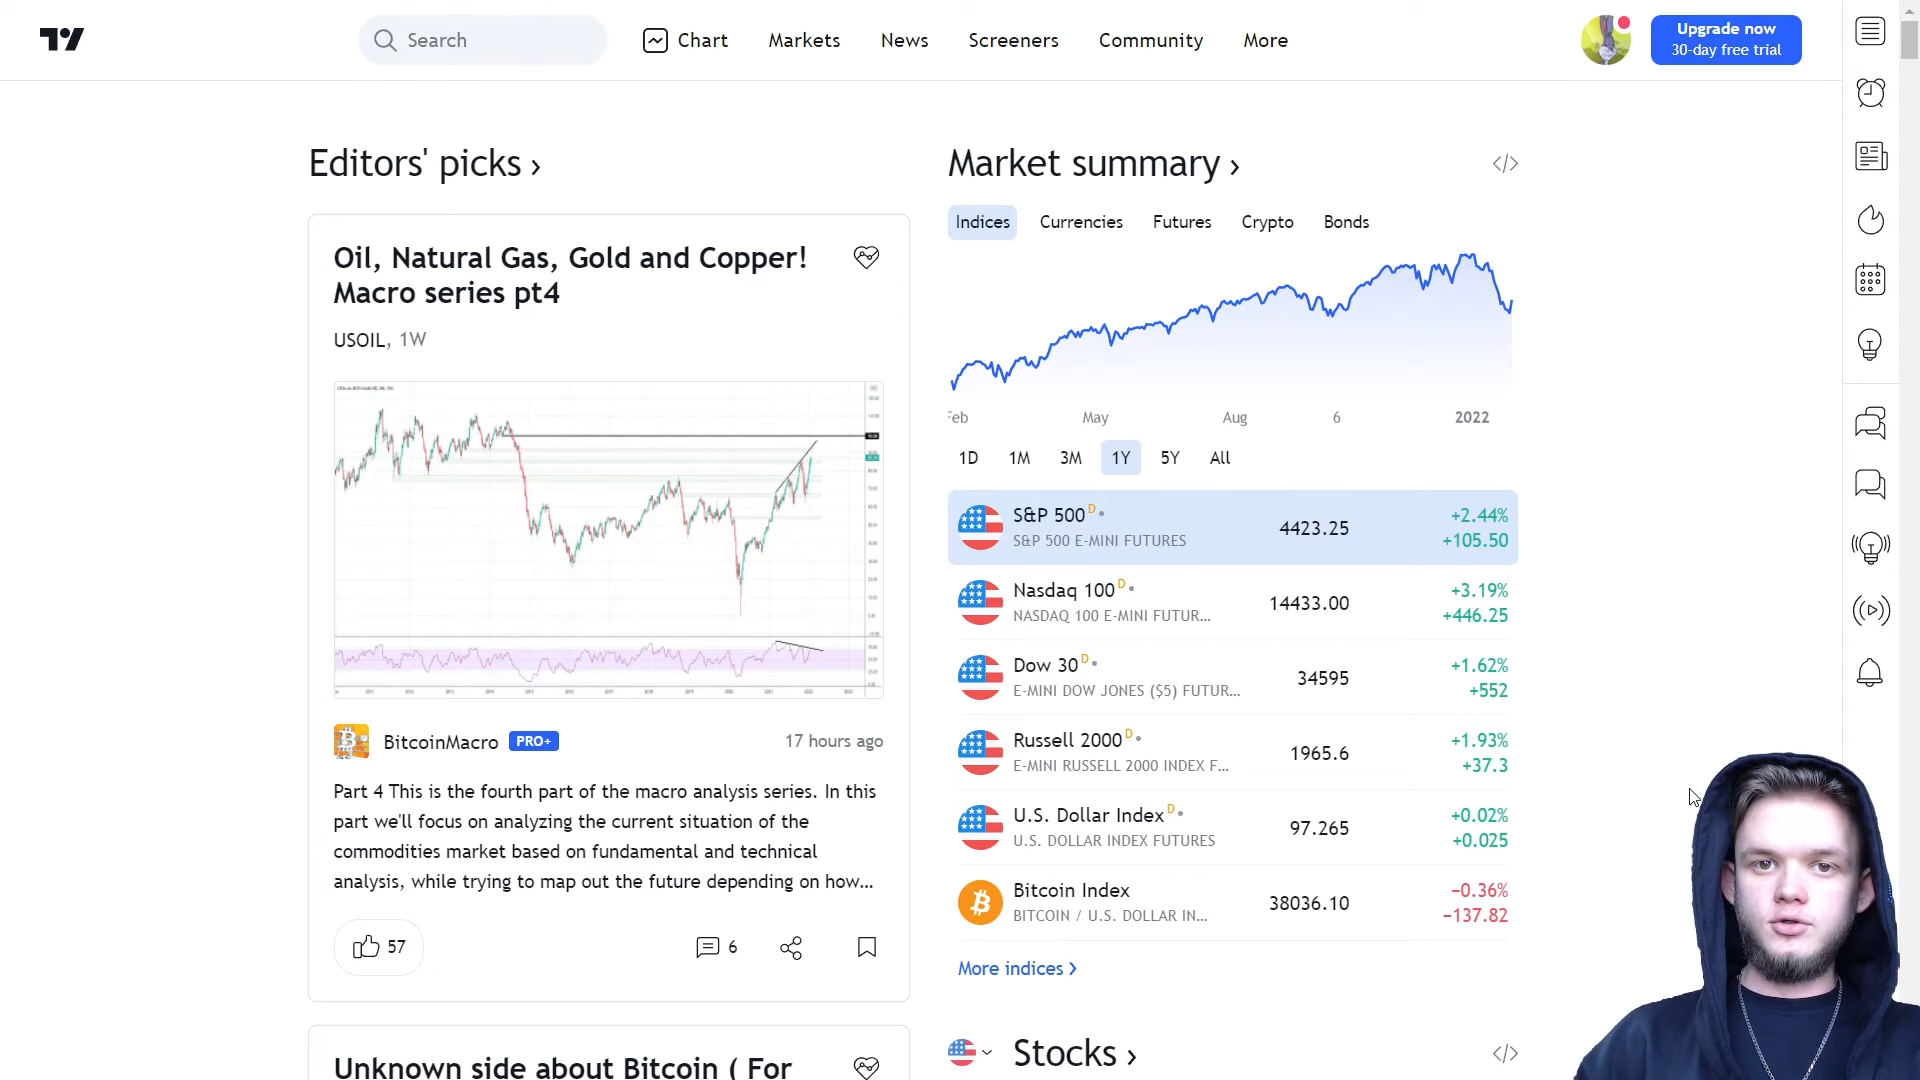 Search
Chart
Markets
News
Screeners
Community
More
Upgrade now
30-day free trial
Editors' picks ›
Oil, Natural Gas, Gold and Copper!
Macro series pt4
USOIL, 1W
BitcoinMacro PRO+
17 hours ago
Part 4 This is the fourth part of the macro analysis series. In this
part we'll focus on analyzing the current situation of the
commodities market based on fundamental and technical
analysis, while trying to map out the future depending on how...
57
6
Unknown side about Bitcoin ( For
Market summary ›
</>
Indices Currencies Futures Crypto Bonds
Feb May Aug 6 2022
1D 1M 3M 1Y 5Y All
S&P 500 D 4423.25 +2.44%
S&P 500 E-MINI FUTURES +105.50
Nasdaq 100 D 14433.00 +3.19%
NASDAQ 100 E-MINI FUTUR... +446.25
Dow 30 D 34595 +1.62%
E-MINI DOW JONES ($5) FUTUR... +552
Russell 2000 D 1965.6 +1.93%
E-MINI RUSSELL 2000 INDEX F... +37.3
U.S. Dollar Index D 97.265 +0.02%
U.S. DOLLAR INDEX FUTURES +0.025
Bitcoin Index 38036.10 −0.36%
BITCOIN / U.S. DOLLAR IN... −137.82
More indices ›
Stocks ›
</>